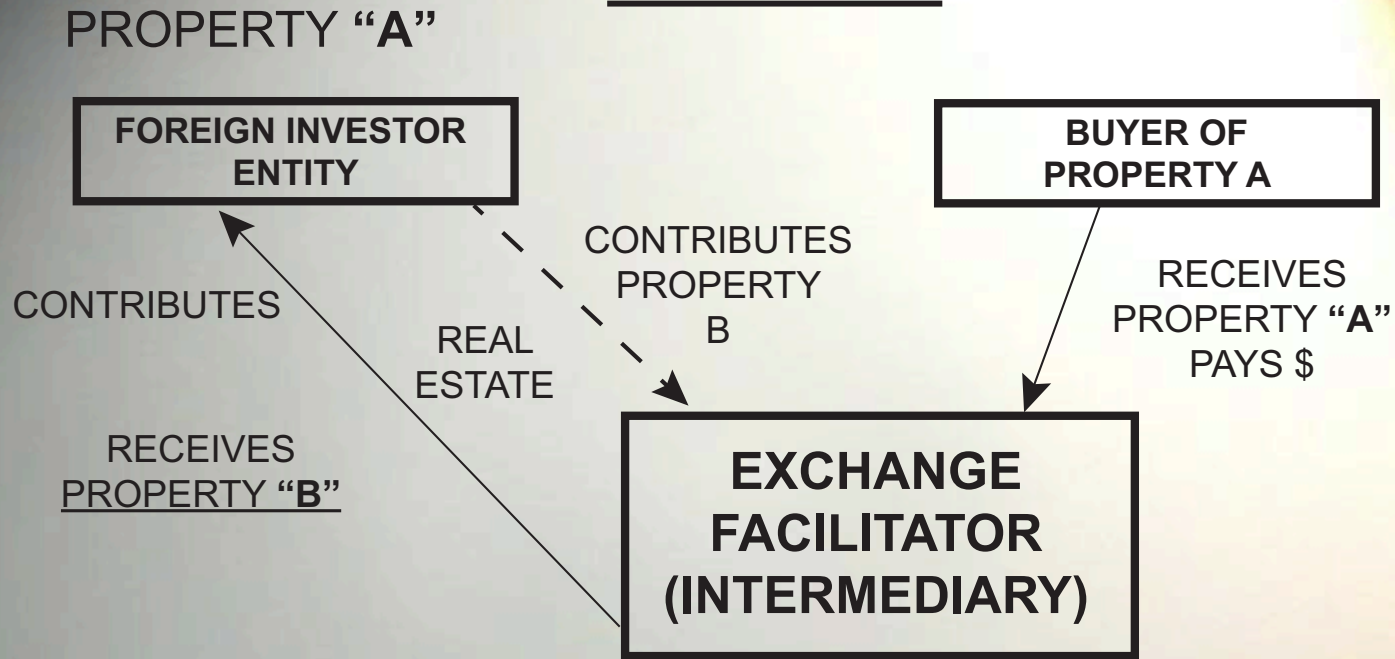 PROPERTY “A”
FOREIGN INVESTOR
ENTITY
BUYER OF
PROPERTY A
CONTRIBUTES
PROPERTY
B
RECEIVES
PROPERTY “A”
PAYS $
CONTRIBUTES
REAL
ESTATE
RECEIVES
PROPERTY “B”
EXCHANGE
FACILITATOR
(INTERMEDIARY)